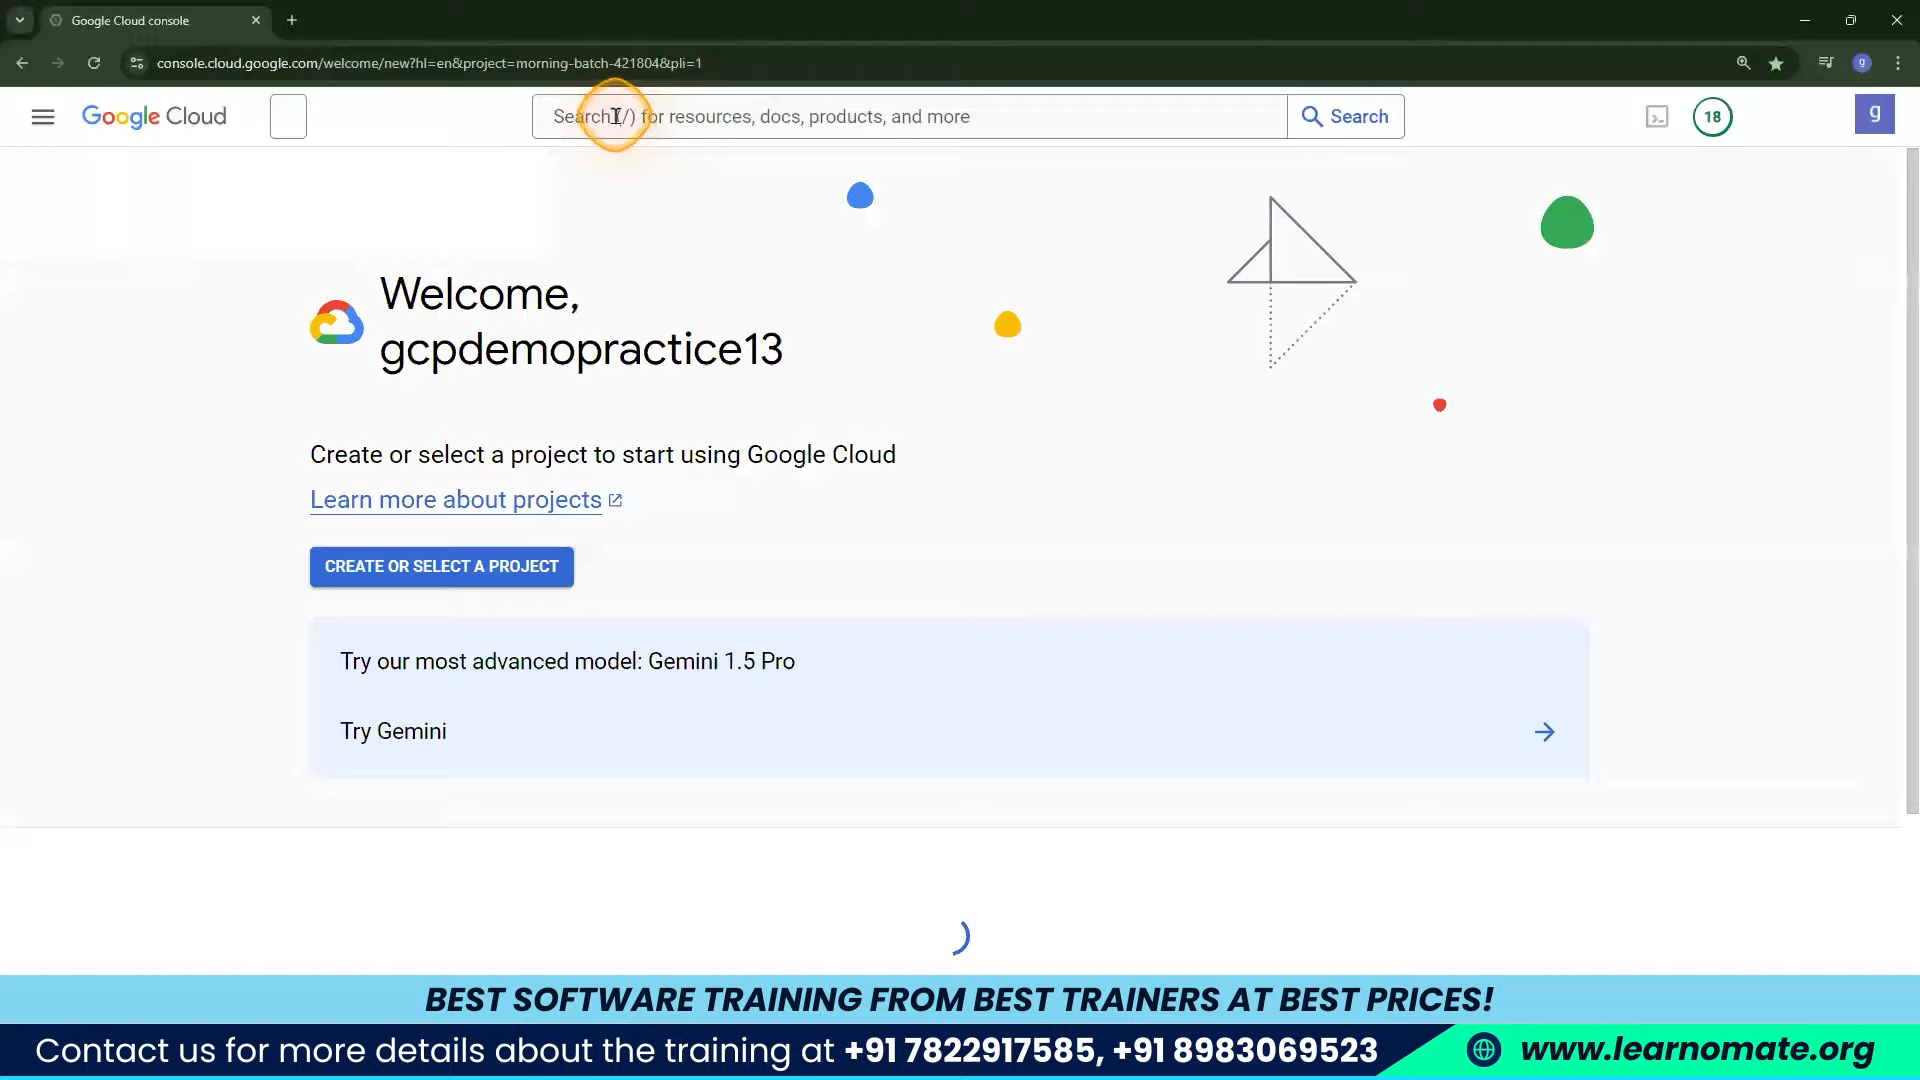 Google Cloud console
console.cloud.google.com/welcome/new?hl=en&project=morning-batch-421804&pli=1
g
Google Cloud
Search (/) for resources, docs, products, and more
Search
18
g
Welcome,
gcpdemopractice13
Create or select a project to start using Google Cloud
Learn more about projects
CREATE OR SELECT A PROJECT
Try our most advanced model: Gemini 1.5 Pro
Try Gemini
BEST SOFTWARE TRAINING FROM BEST TRAINERS AT BEST PRICES!
Contact us for more details about the training at +91 7822917585, +91 8983069523
www.learnomate.org